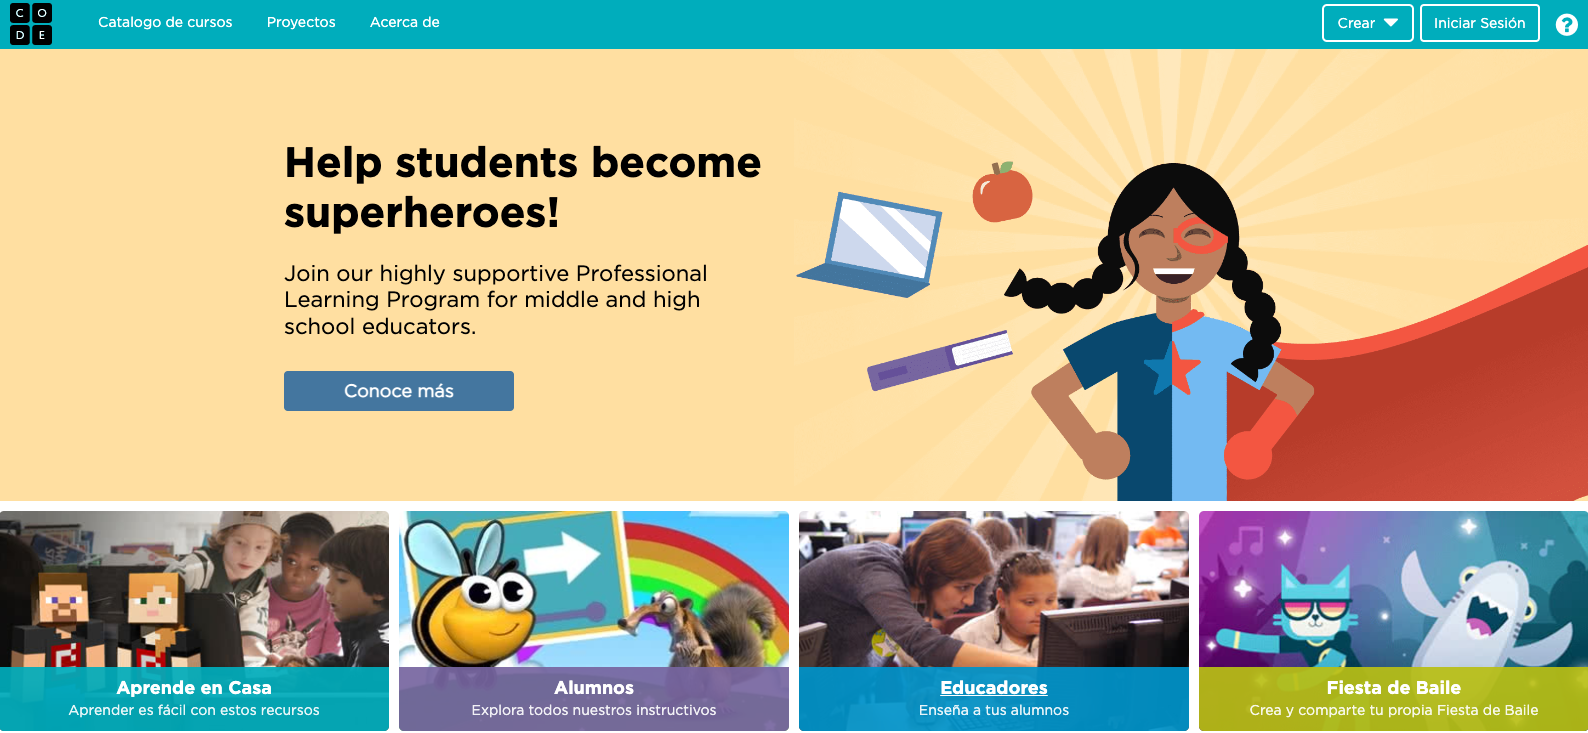 C O
D E
Catalogo de cursos
Proyectos
Acerca de
Crear
Iniciar Sesión
?
Help students become
superheroes!
Join our highly supportive Professional
Learning Program for middle and high
school educators.
Conoce más
Aprende en Casa
Aprender es fácil con estos recursos
Alumnos
Explora todos nuestros instructivos
Educadores
Enseña a tus alumnos
Fiesta de Baile
Crea y comparte tu propia Fiesta de Baile